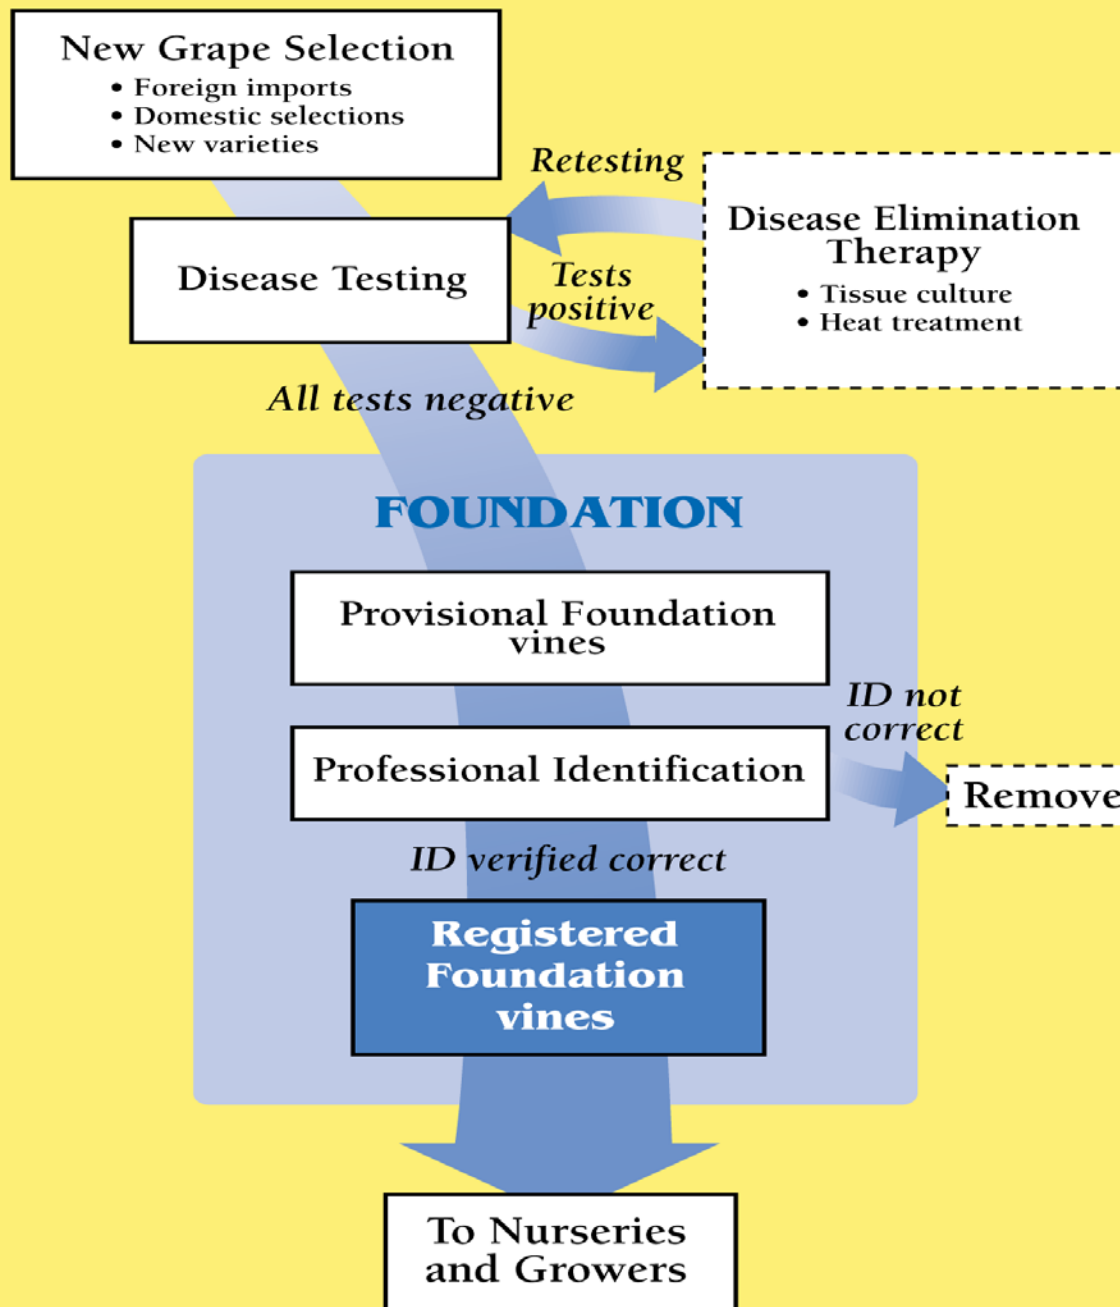 New Grape Selection
• Foreign imports
• Domestic selections
• New varieties
Retesting
Disease Elimination
Therapy
• Tissue culture
• Heat treatment
Disease Testing
Tests
positive
All tests negative
FOUNDATION
Provisional Foundation
vines
ID not
correct
Professional Identification
Remove
ID verified correct
Registered
Foundation
vines
To Nurseries
and Growers